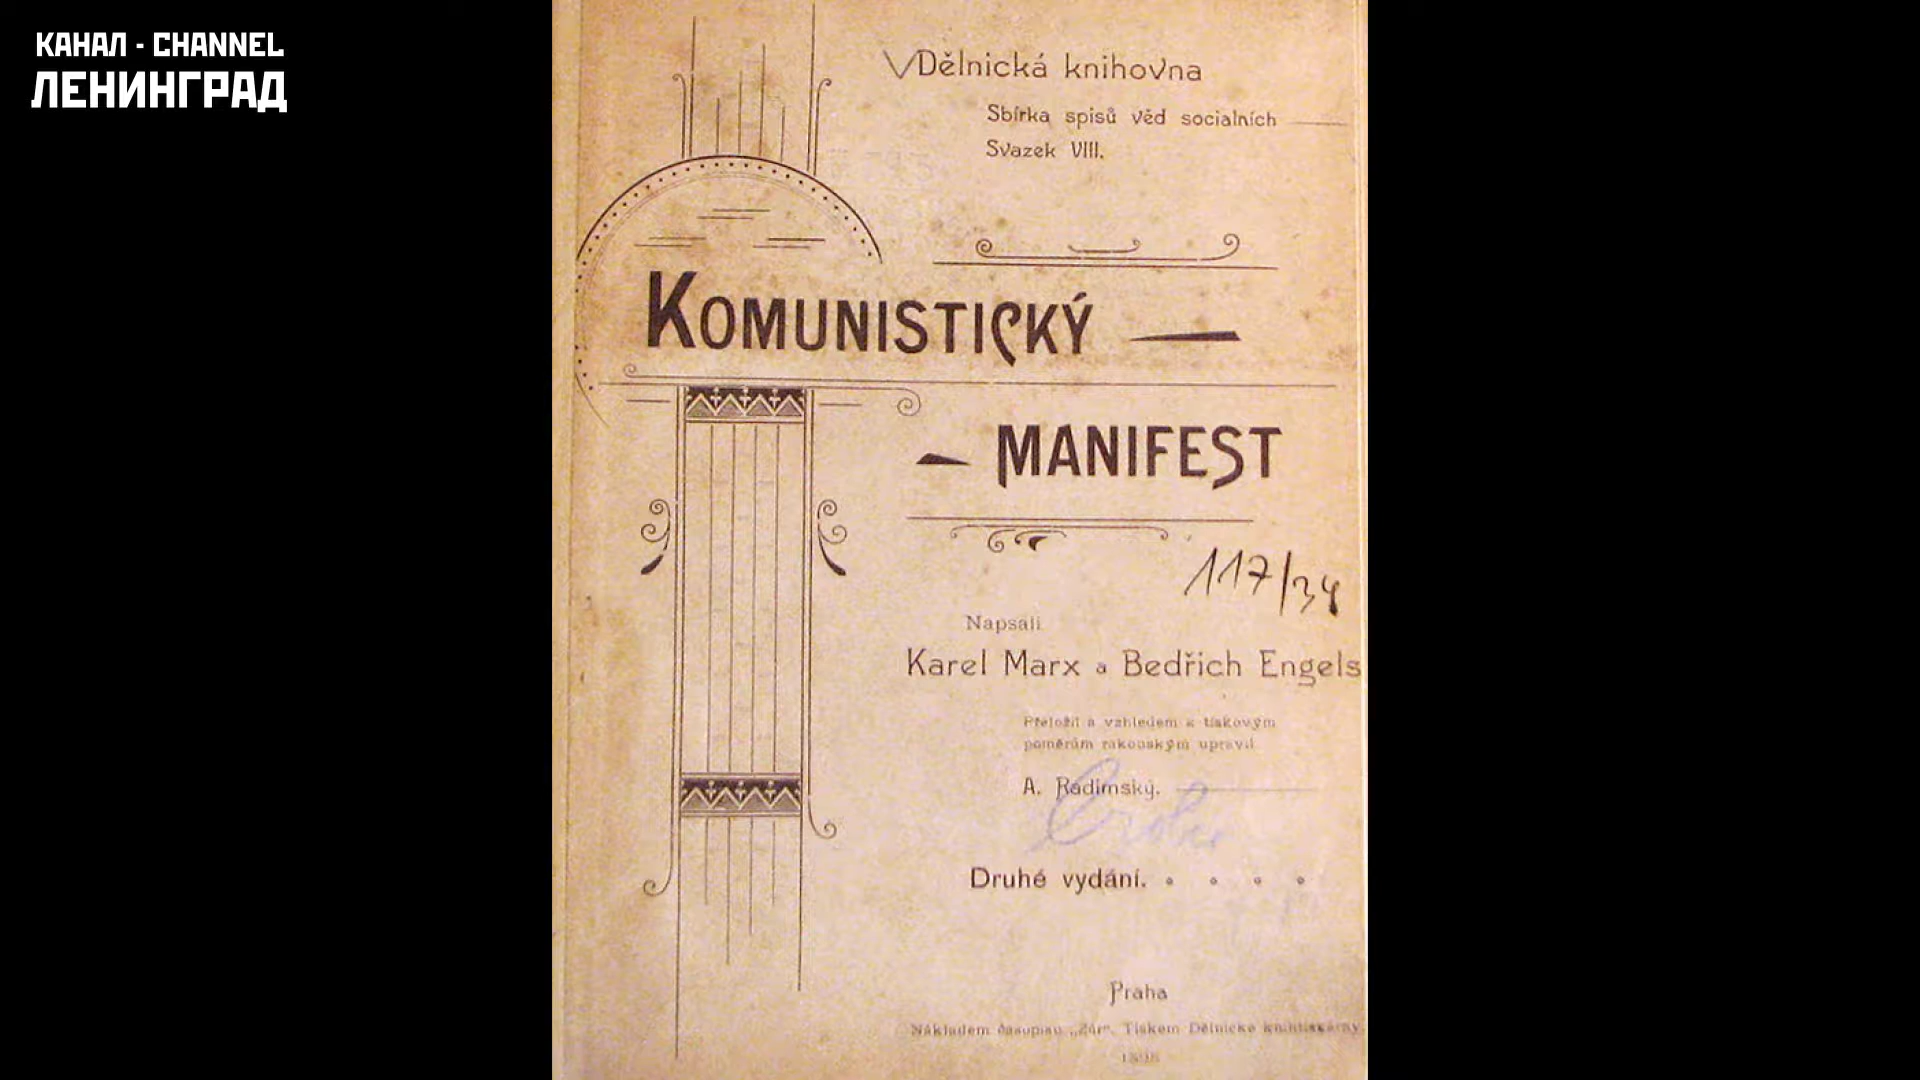 КАНАЛ - CHANNEL
ЛЕНИНГРАД
Dělnická knihovna
Sbírka spisů věd socialních
Svazek VIII.
KOMUNISTICKÝ
MANIFEST
117/34
Napsali
Karel Marx a Bedřich Engels
Přeložil a vzhledem k tiskovým
poměrům rakouským upravil
A. Radimský.
Druhé vydání.
Praha
Nákladem časopisu „Zář“. Tiskem Dělnické knihtiskárny